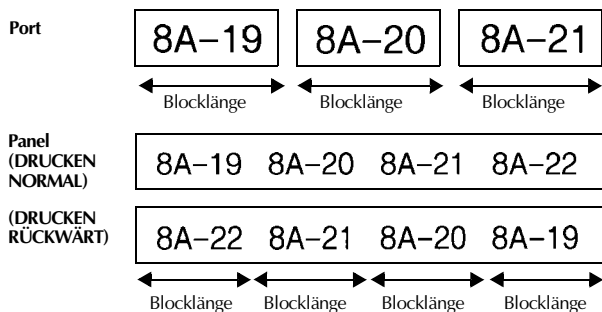 Port
8A–19 8A–20 8A–21
Blocklänge Blocklänge Blocklänge
Panel
(DRUCKEN
NORMAL)
8A–19 8A–20 8A–21 8A–22
(DRUCKEN
RÜCKWÄRT)
8A–22 8A–21 8A–20 8A–19
Blocklänge Blocklänge Blocklänge Blocklänge